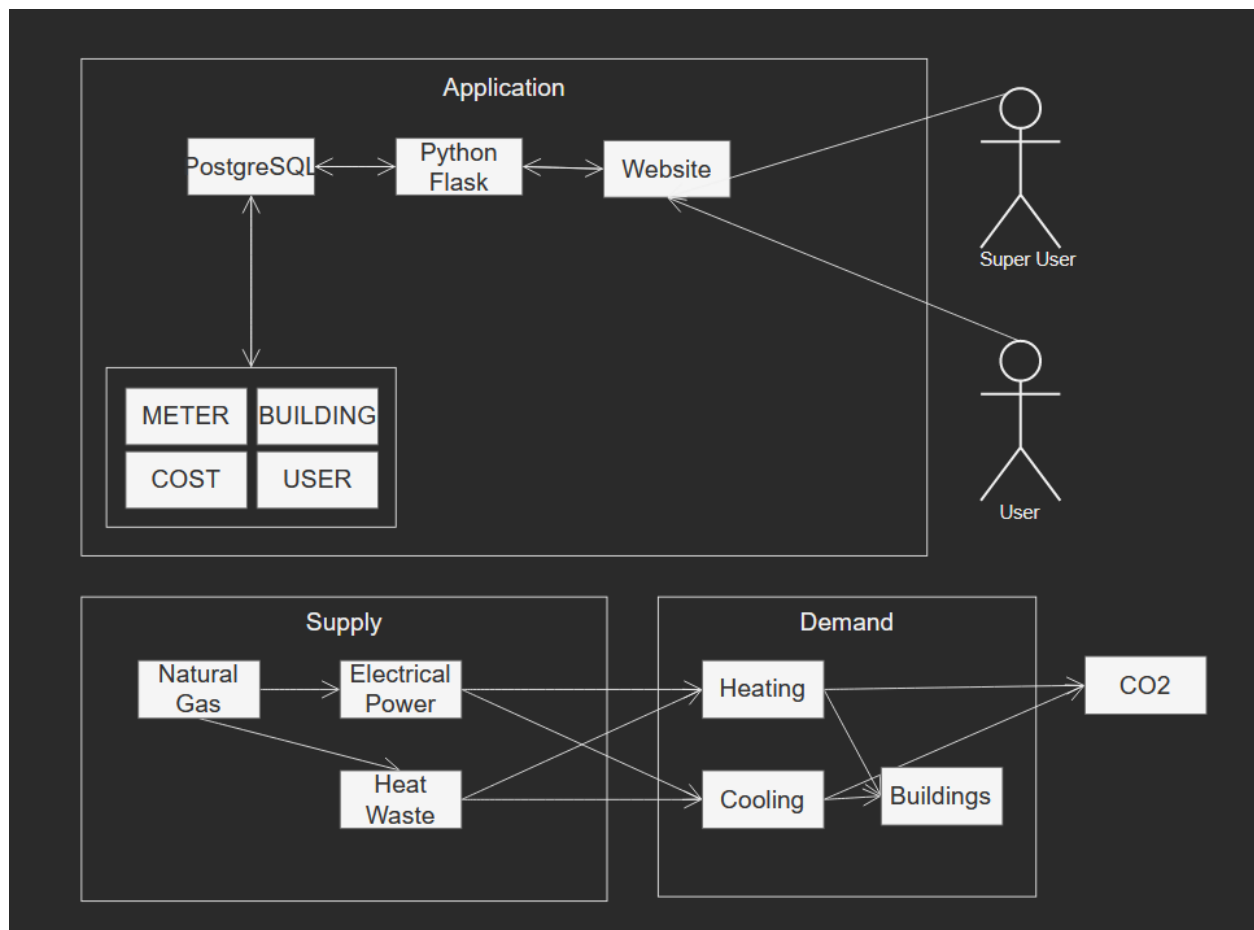 Application
PostgreSQL
Python
Flask
Website
Super User
METER
BUILDING
COST
USER
User
Supply
Demand
Natural
Gas
Electrical
Power
Heating
CO2
Heat
Waste
Cooling
Buildings